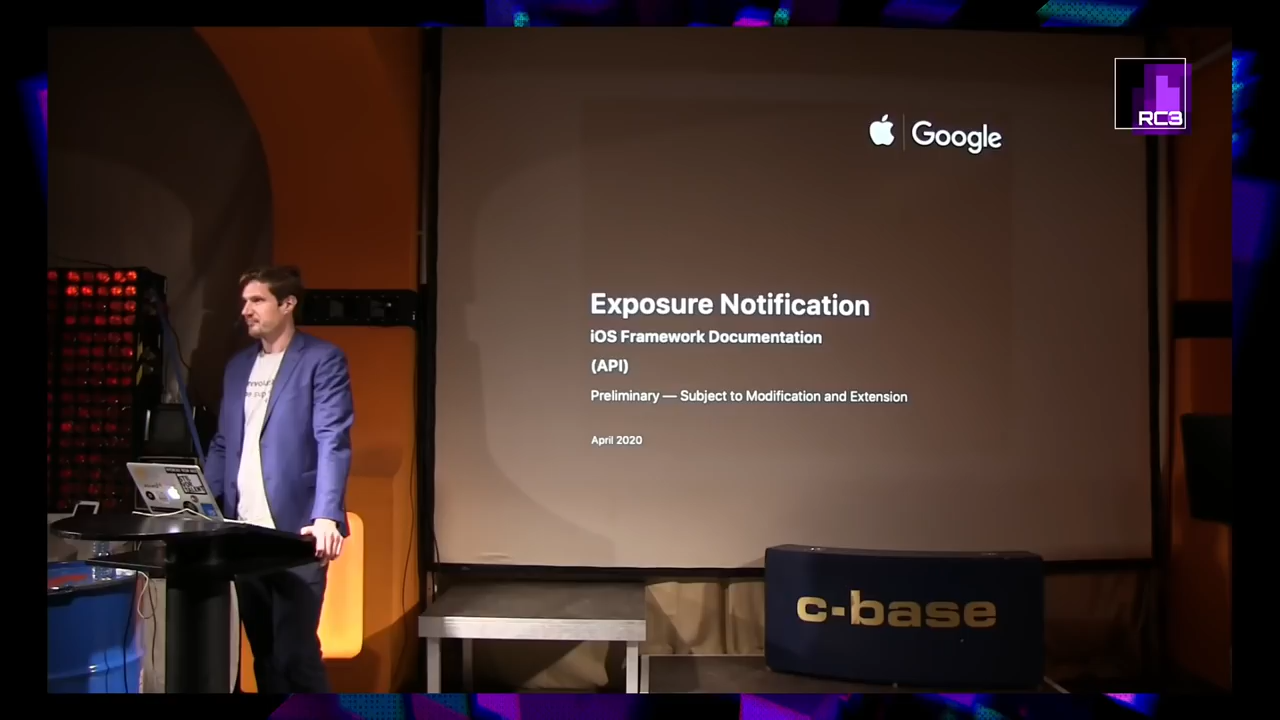 RC3
Google
Exposure Notification
iOS Framework Documentation
(API)
Preliminary — Subject to Modification and Extension
April 2020
c-base